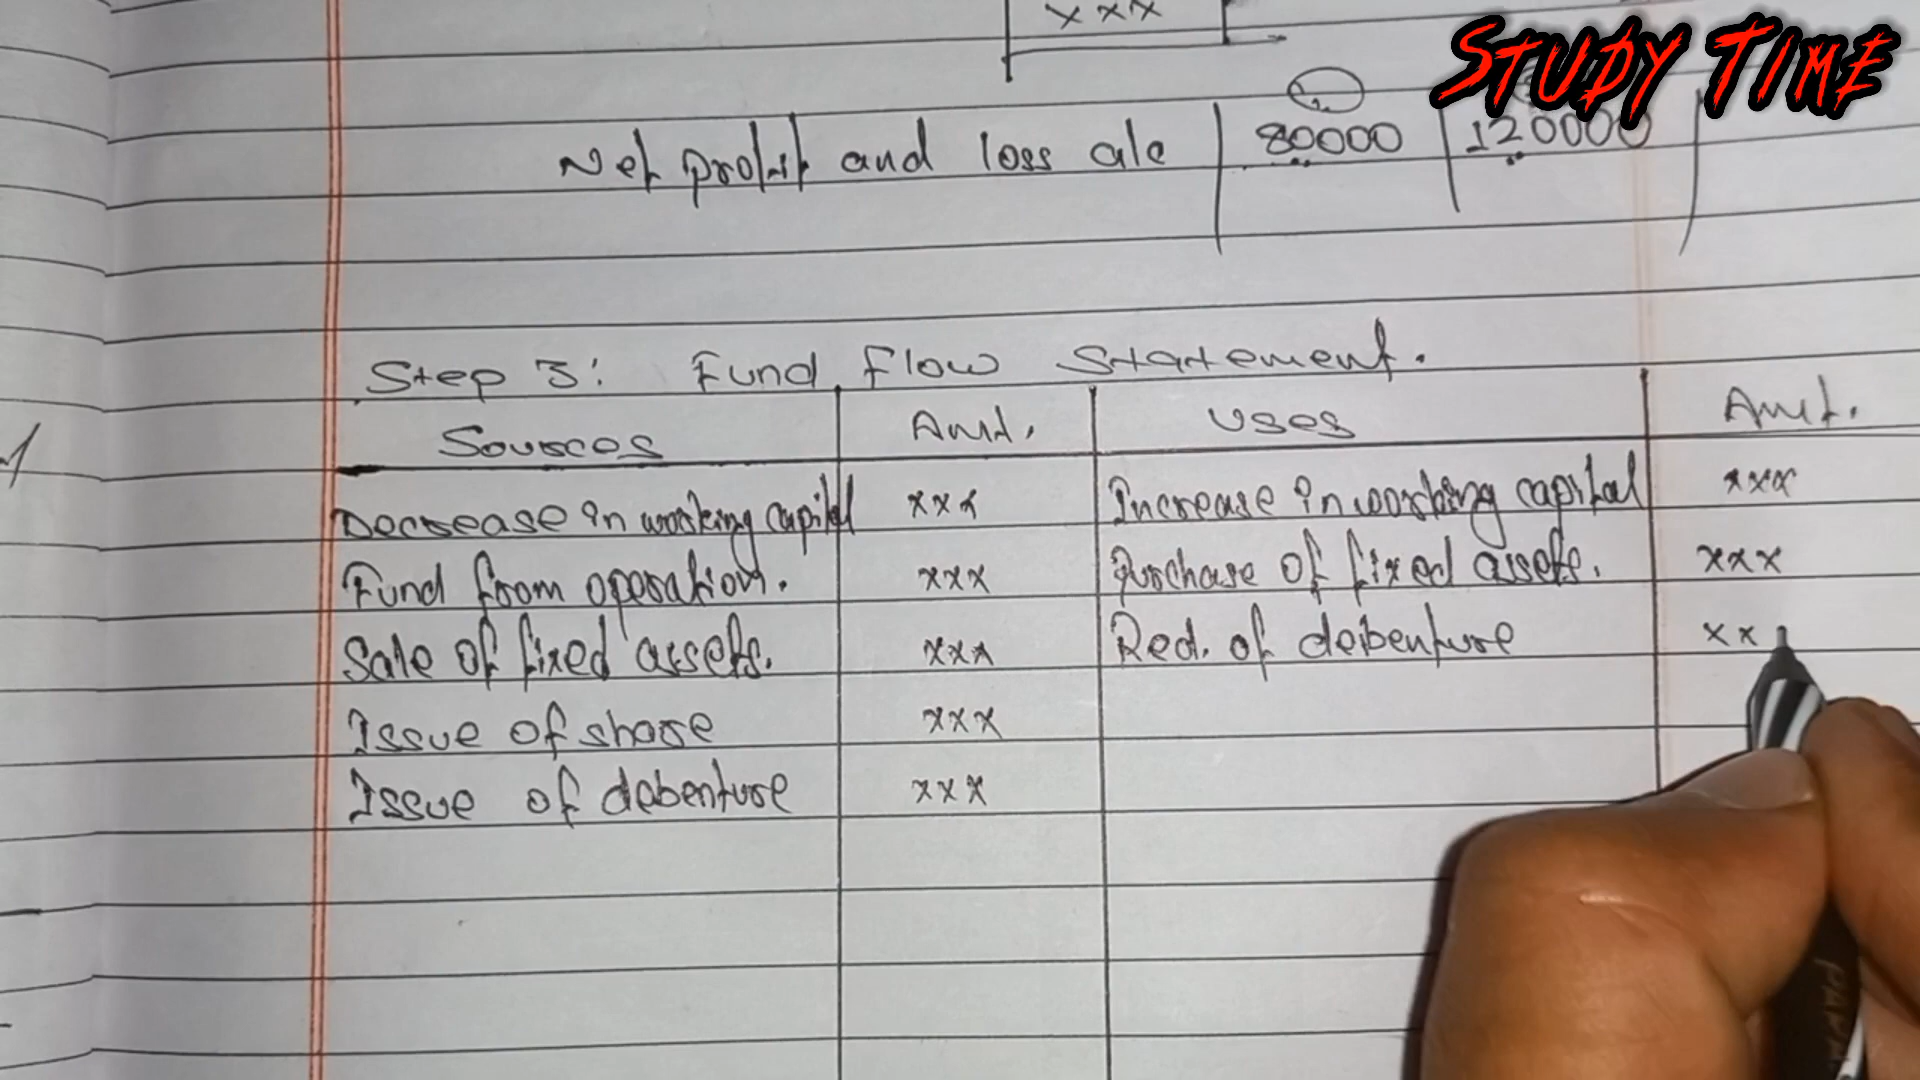 xxx
STUDY TIME
Net profit and loss a/c 80000 120000
Step 3: Fund Flow Statement.
Sources Amt. Uses Amt.
Decrease in working capital xxx Increase in working capital xxx
Fund from operation. xxx Purchase of fixed assets. xxx
Sale of fixed assets. xxx Red. of debenture xx
Issue of share xxx
Issue of debenture xxx